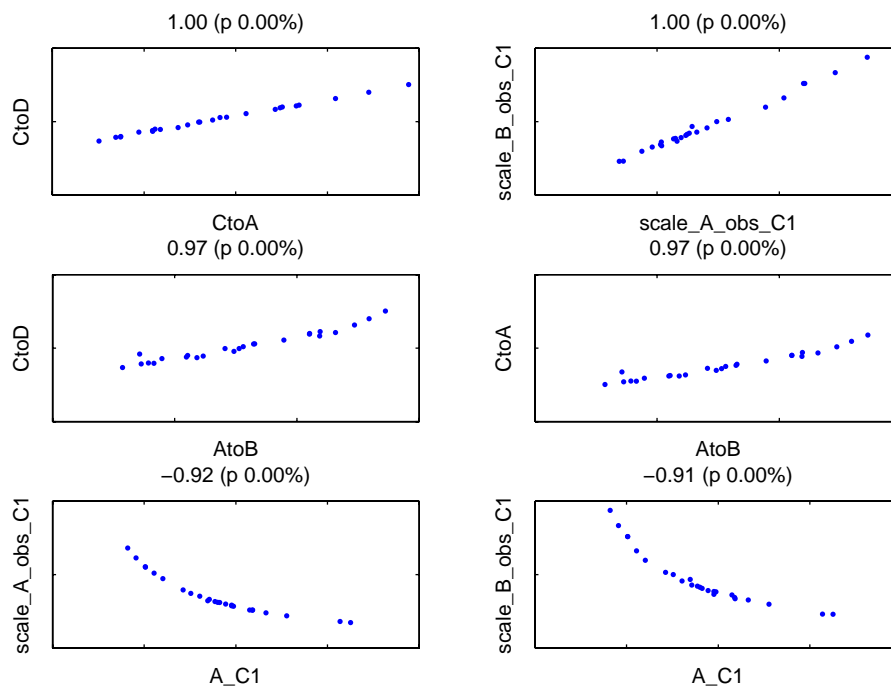 1.00 (p 0.00%)
CtoD
CtoA
1.00 (p 0.00%)
scale_B_obs_C1
scale_A_obs_C1
0.97 (p 0.00%)
CtoD
AtoB
0.97 (p 0.00%)
CtoA
AtoB
−0.92 (p 0.00%)
scale_A_obs_C1
A_C1
−0.91 (p 0.00%)
scale_B_obs_C1
A_C1